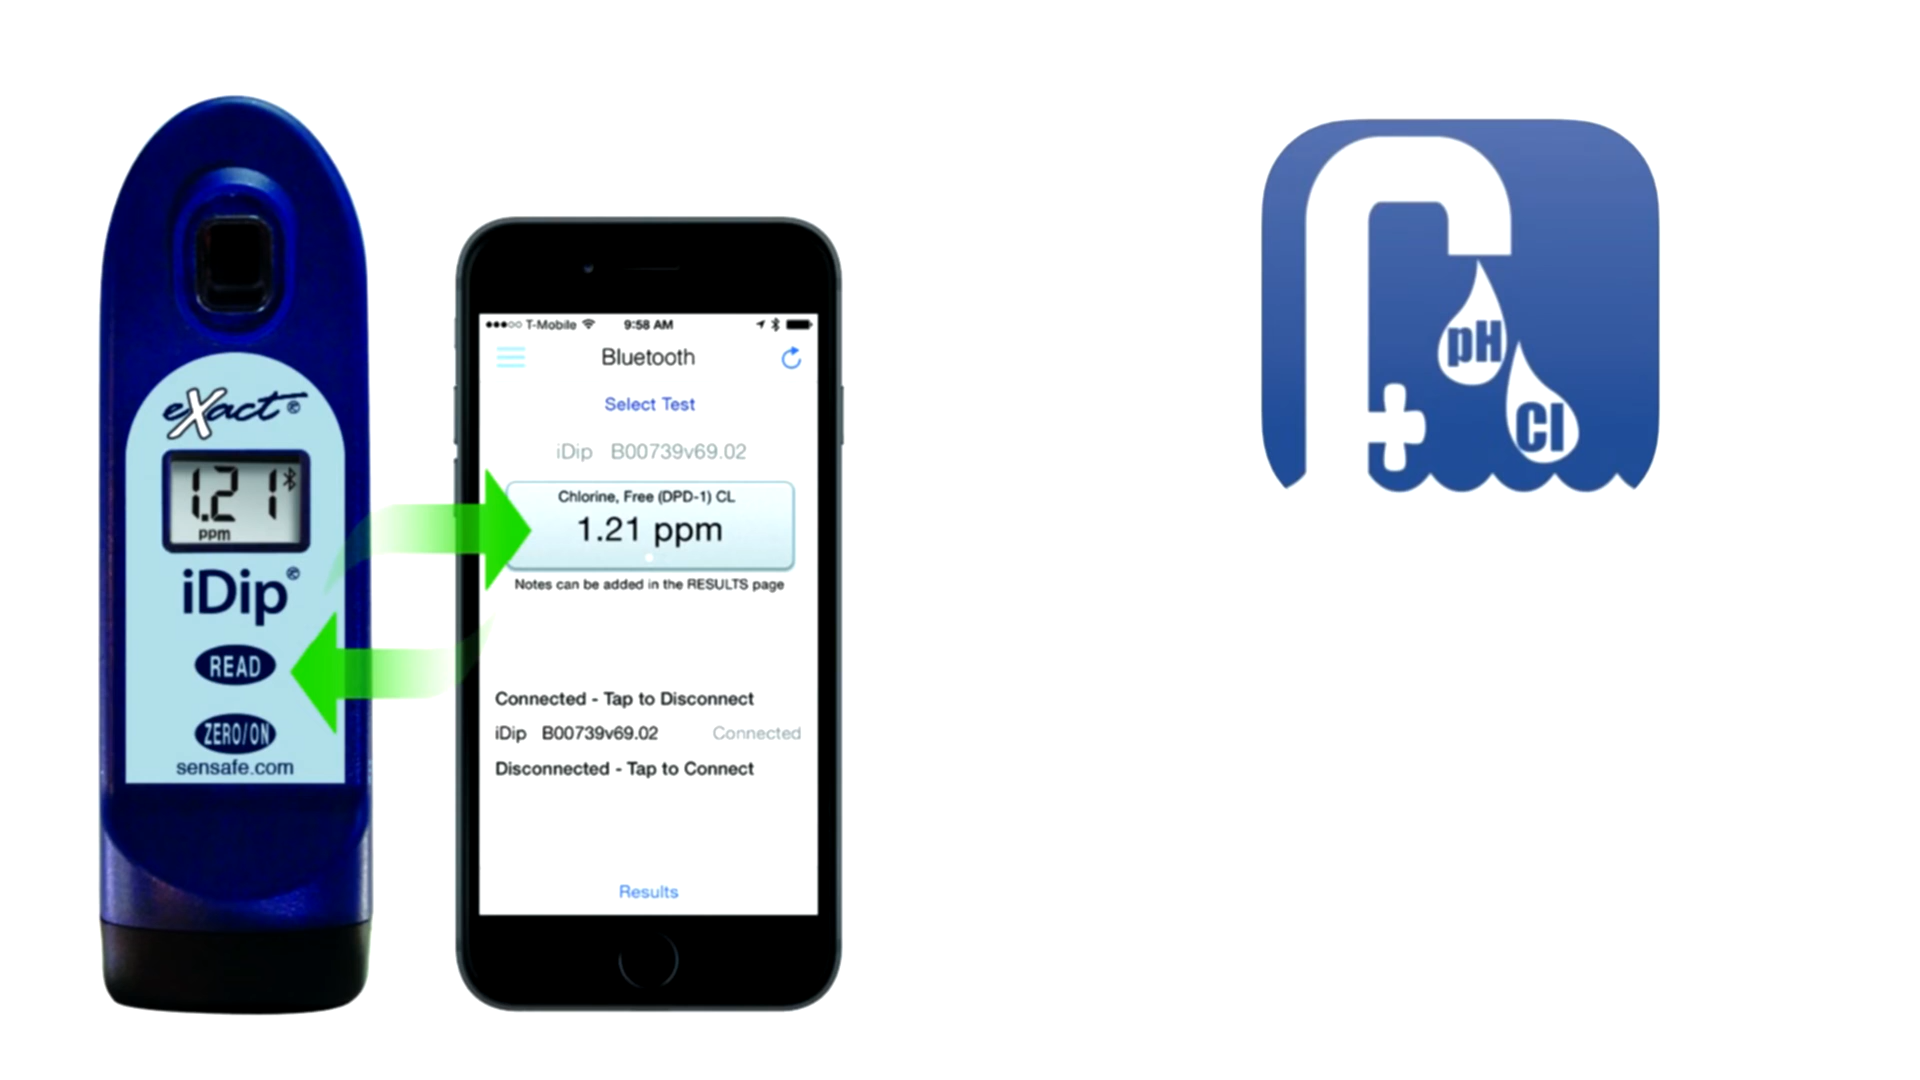 eXact®
1.21
PPM
iDip®
READ
ZERO/ON
sensafe.com
T-Mobile 9:58 AM
Bluetooth
Select Test
iDip B00739v69.02
Chlorine, Free (DPD-1) CL
1.21 ppm
Notes can be added in the RESULTS page
Connected - Tap to Disconnect
iDip B00739v69.02 Connected
Disconnected - Tap to Connect
Results
pH
Cl